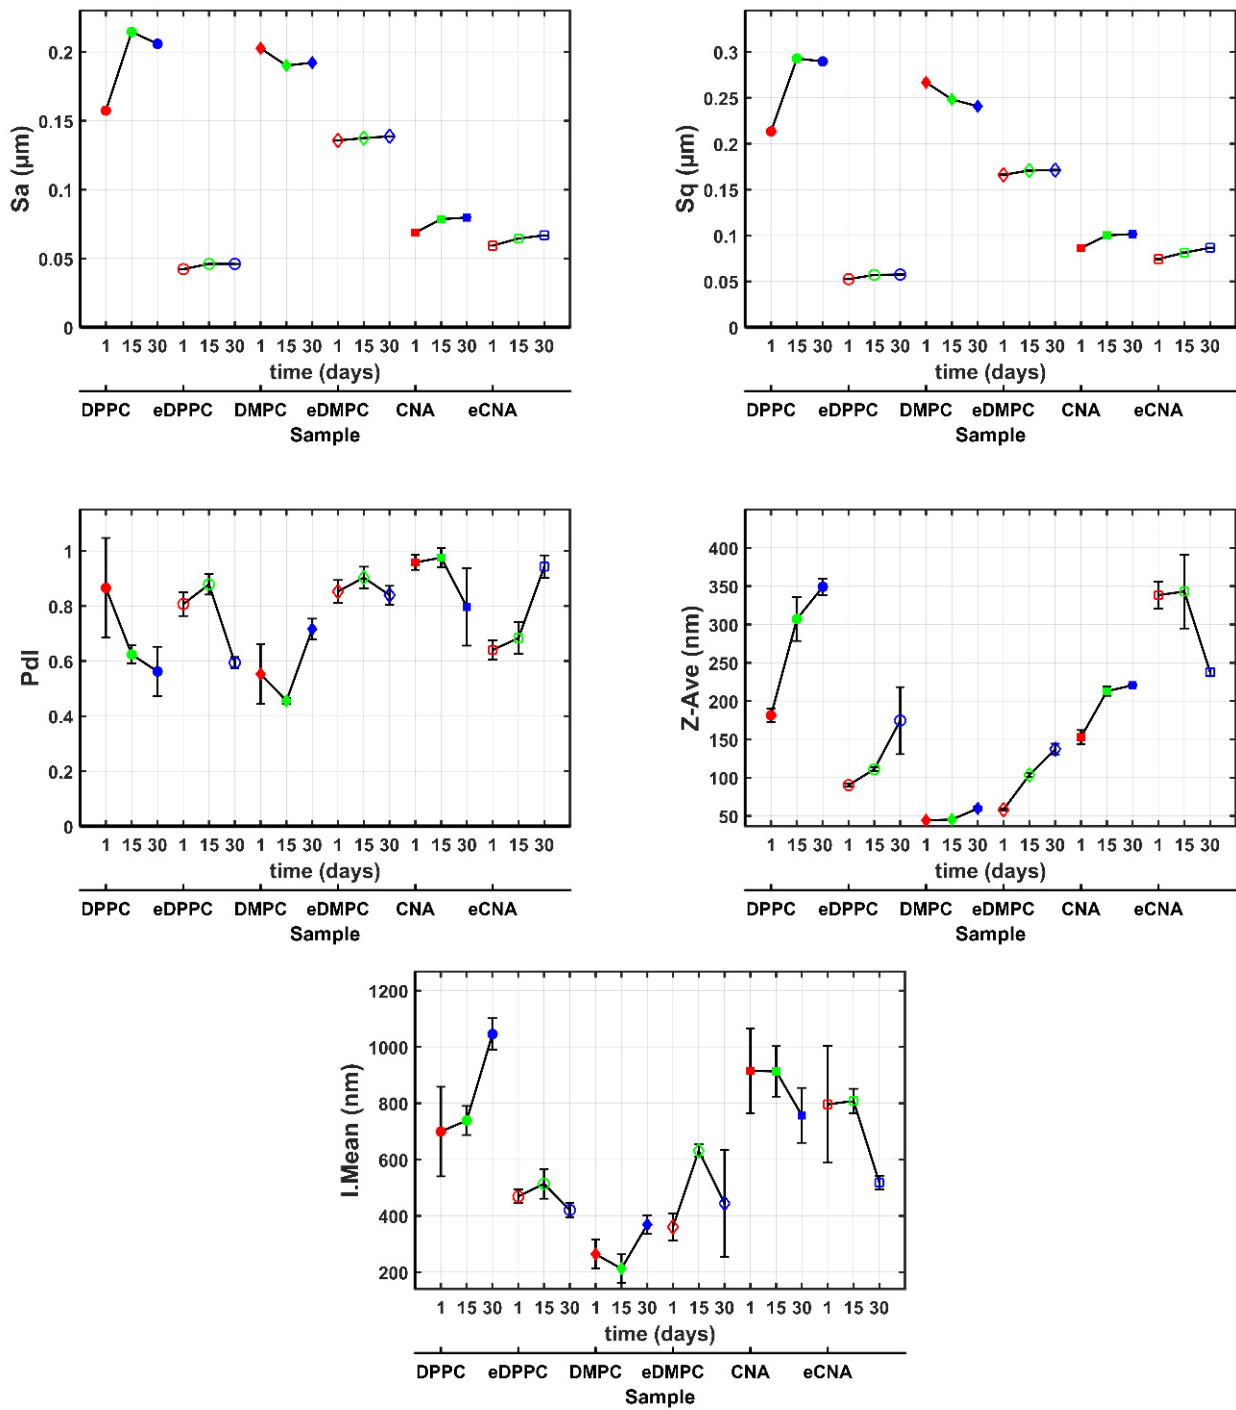 Sa (μm)
0.2
0.15
0.1
0.05
0
1 15 30 1 15 30 1 15 30 1 15 30 1 15 30 1 15 30
time (days)
DPPC eDPPC DMPC eDMPC CNA eCNA
Sample
Sq (μm)
0.3
0.25
0.2
0.15
0.1
0.05
0
1 15 30 1 15 30 1 15 30 1 15 30 1 15 30 1 15 30
time (days)
DPPC eDPPC DMPC eDMPC CNA eCNA
Sample
PdI
1
0.8
0.6
0.4
0.2
0
1 15 30 1 15 30 1 15 30 1 15 30 1 15 30 1 15 30
time (days)
DPPC eDPPC DMPC eDMPC CNA eCNA
Sample
Z-Ave (nm)
400
350
300
250
200
150
100
50
1 15 30 1 15 30 1 15 30 1 15 30 1 15 30 1 15 30
time (days)
DPPC eDPPC DMPC eDMPC CNA eCNA
Sample
I.Mean (nm)
1200
1000
800
600
400
200
1 15 30 1 15 30 1 15 30 1 15 30 1 15 30 1 15 30
time (days)
DPPC eDPPC DMPC eDMPC CNA eCNA
Sample